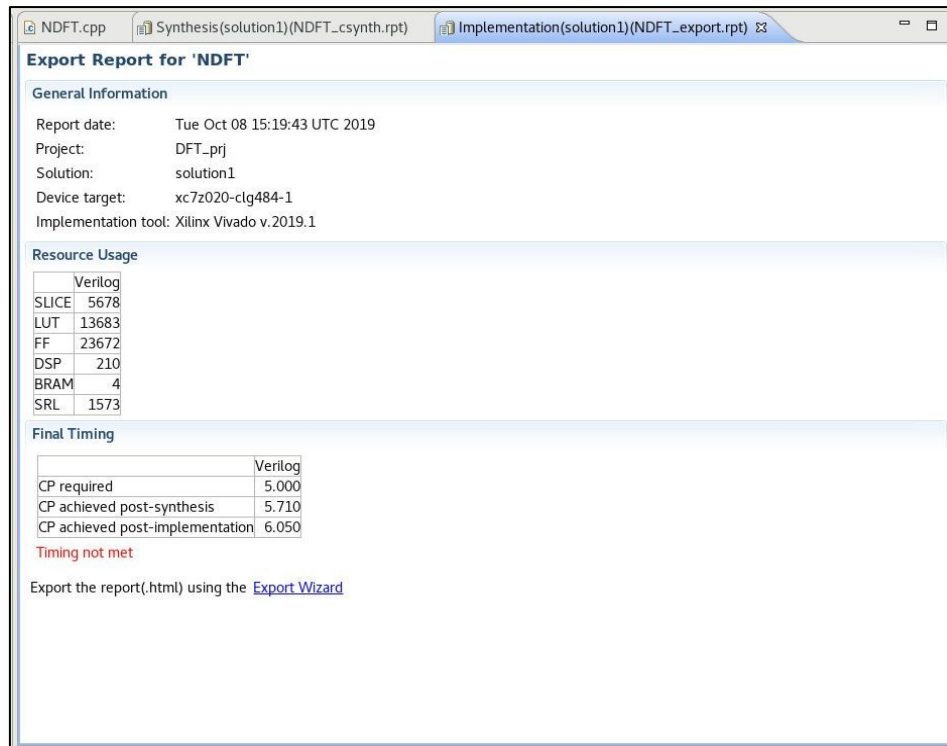 NDFT.cpp Synthesis(solution1)(NDFT_csynth.rpt) Implementation(solution1)(NDFT_export.rpt)
Export Report for 'NDFT'
General Information
Report date: Tue Oct 08 15:19:43 UTC 2019
Project: DFT_prj
Solution: solution1
Device target: xc7z020-clg484-1
Implementation tool: Xilinx Vivado v.2019.1
Resource Usage
Verilog
SLICE 5678
LUT 13683
FF 23672
DSP 210
BRAM 4
SRL 1573
Final Timing
Verilog
CP required 5.000
CP achieved post-synthesis 5.710
CP achieved post-implementation 6.050
Timing not met
Export the report(.html) using the Export Wizard